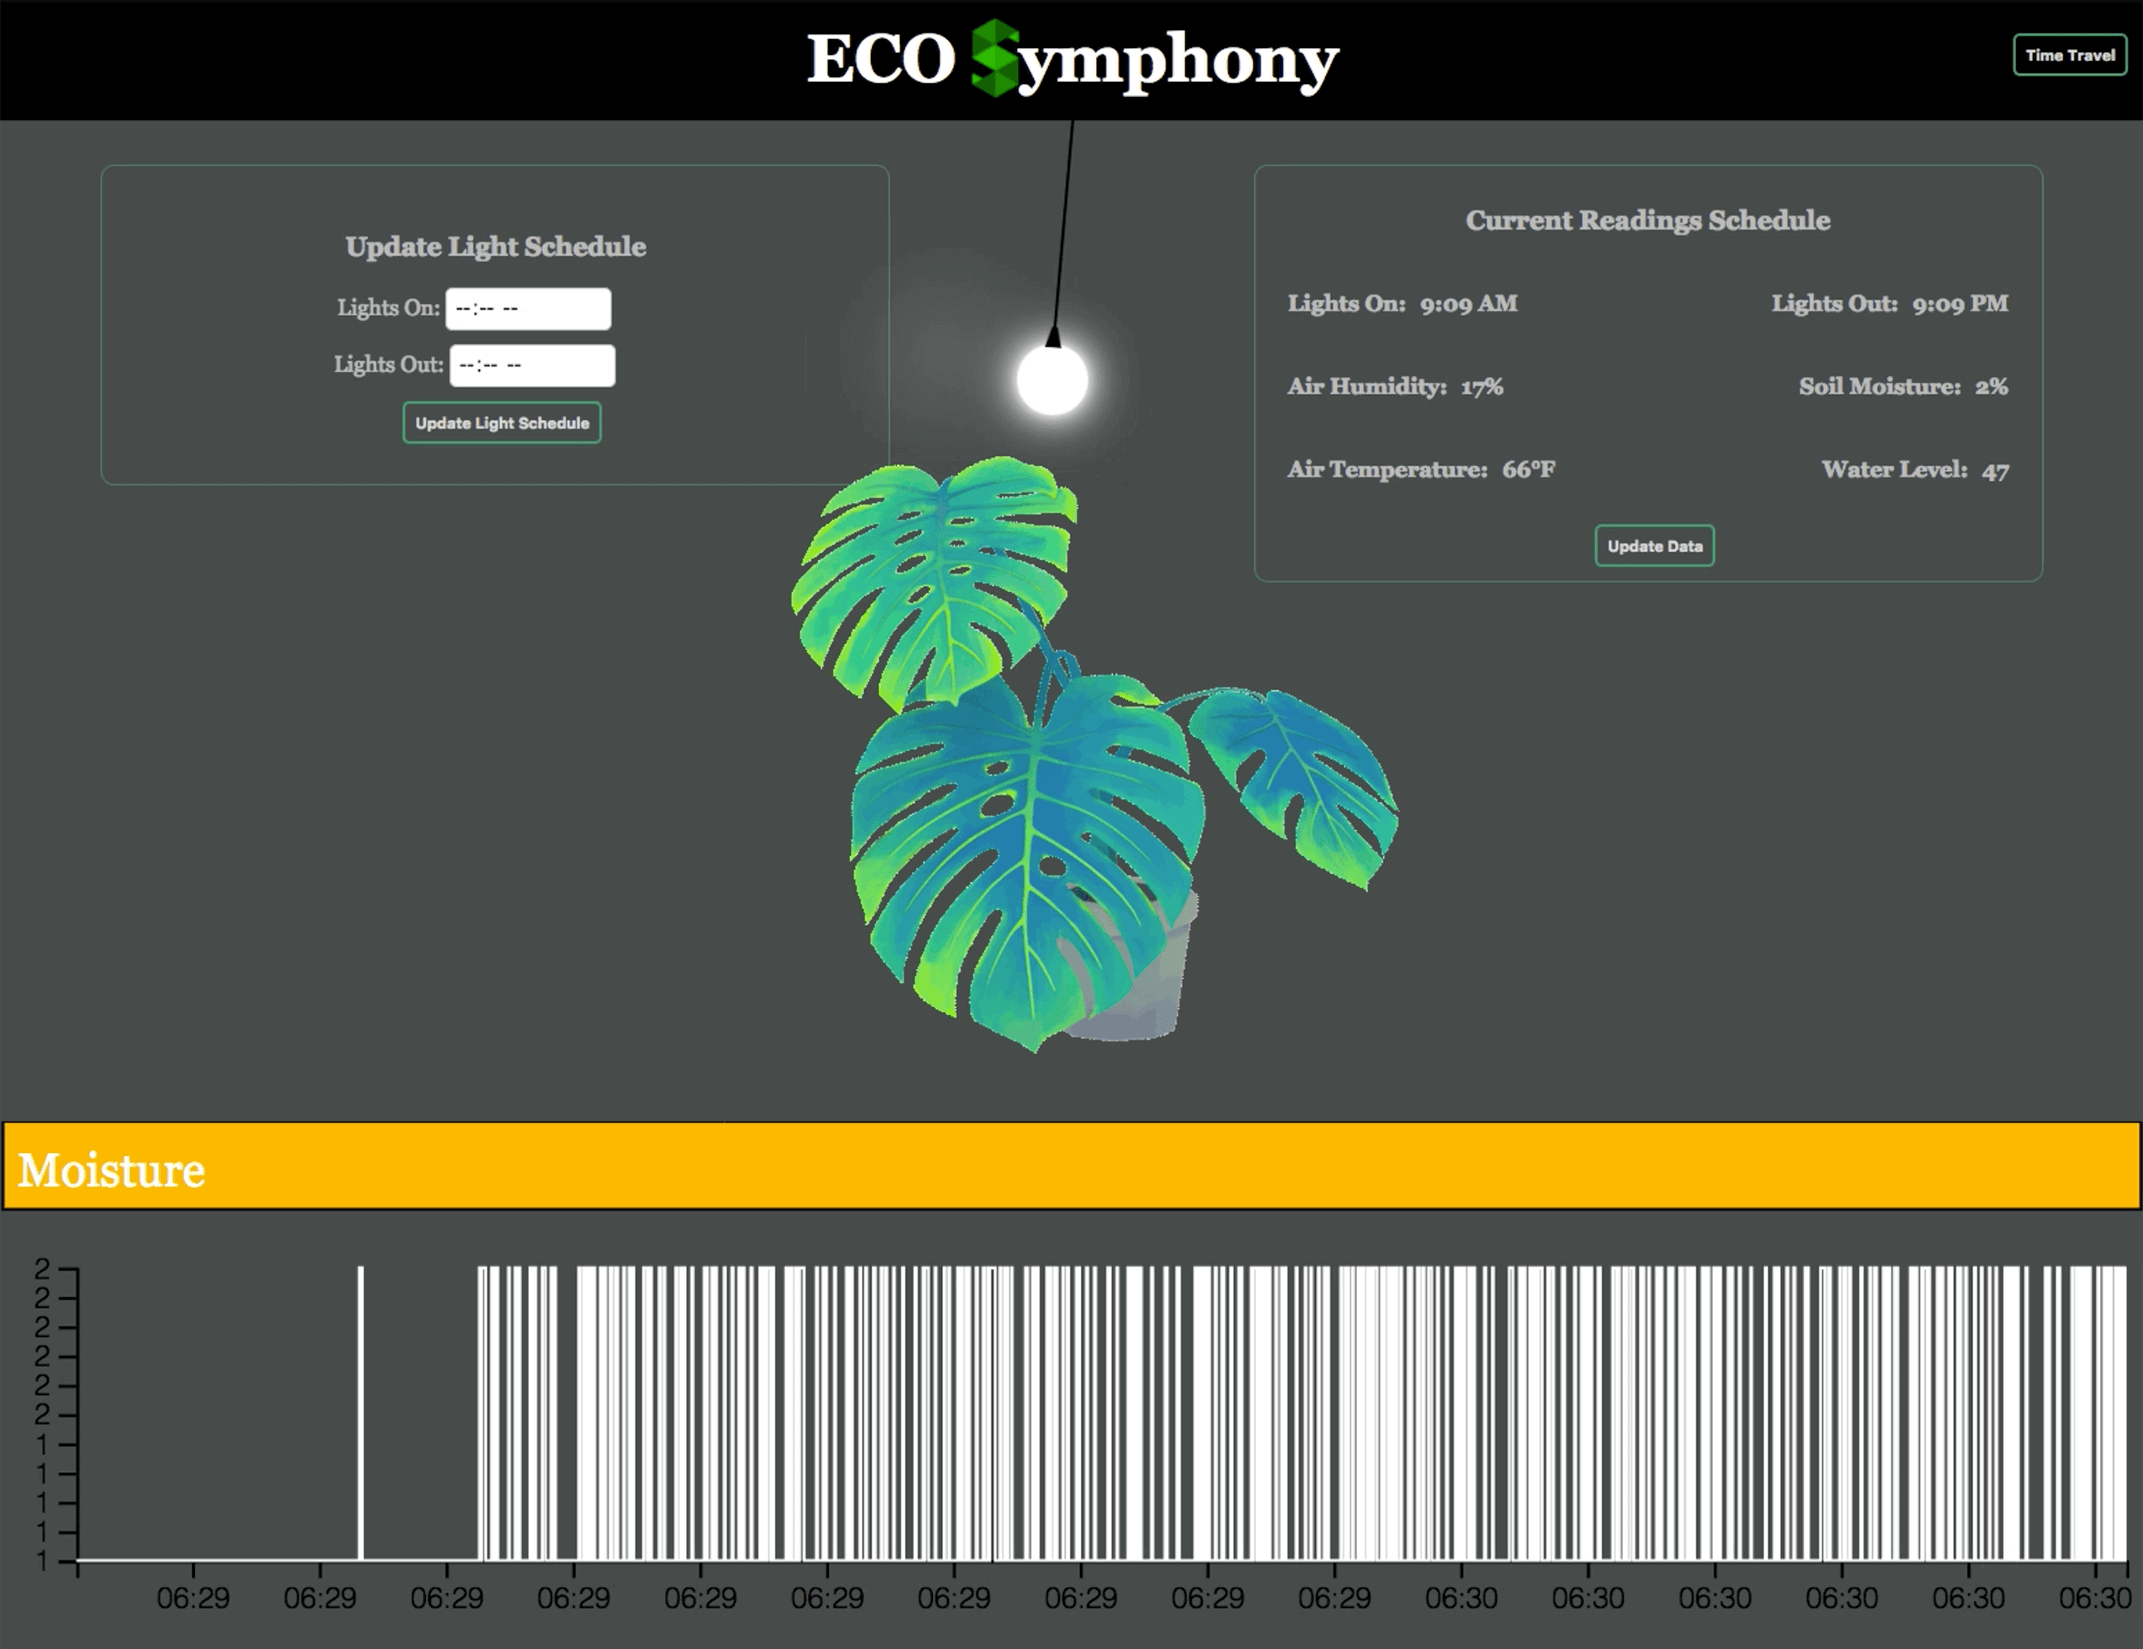 ECO Symphony
Time Travel
Update Light Schedule
Lights On: --:-- --
Lights Out: --:-- --
Update Light Schedule
Current Readings Schedule
Lights On: 9:09 AM Lights Out: 9:09 PM
Air Humidity: 17% Soil Moisture: 2%
Air Temperature: 66°F Water Level: 47
Update Data
Moisture
2
2
2
2
2
2
1
1
1
1
1
06:29 06:29 06:29 06:29 06:29 06:29 06:29 06:29 06:29 06:29 06:30 06:30 06:30 06:30 06:30 06:30